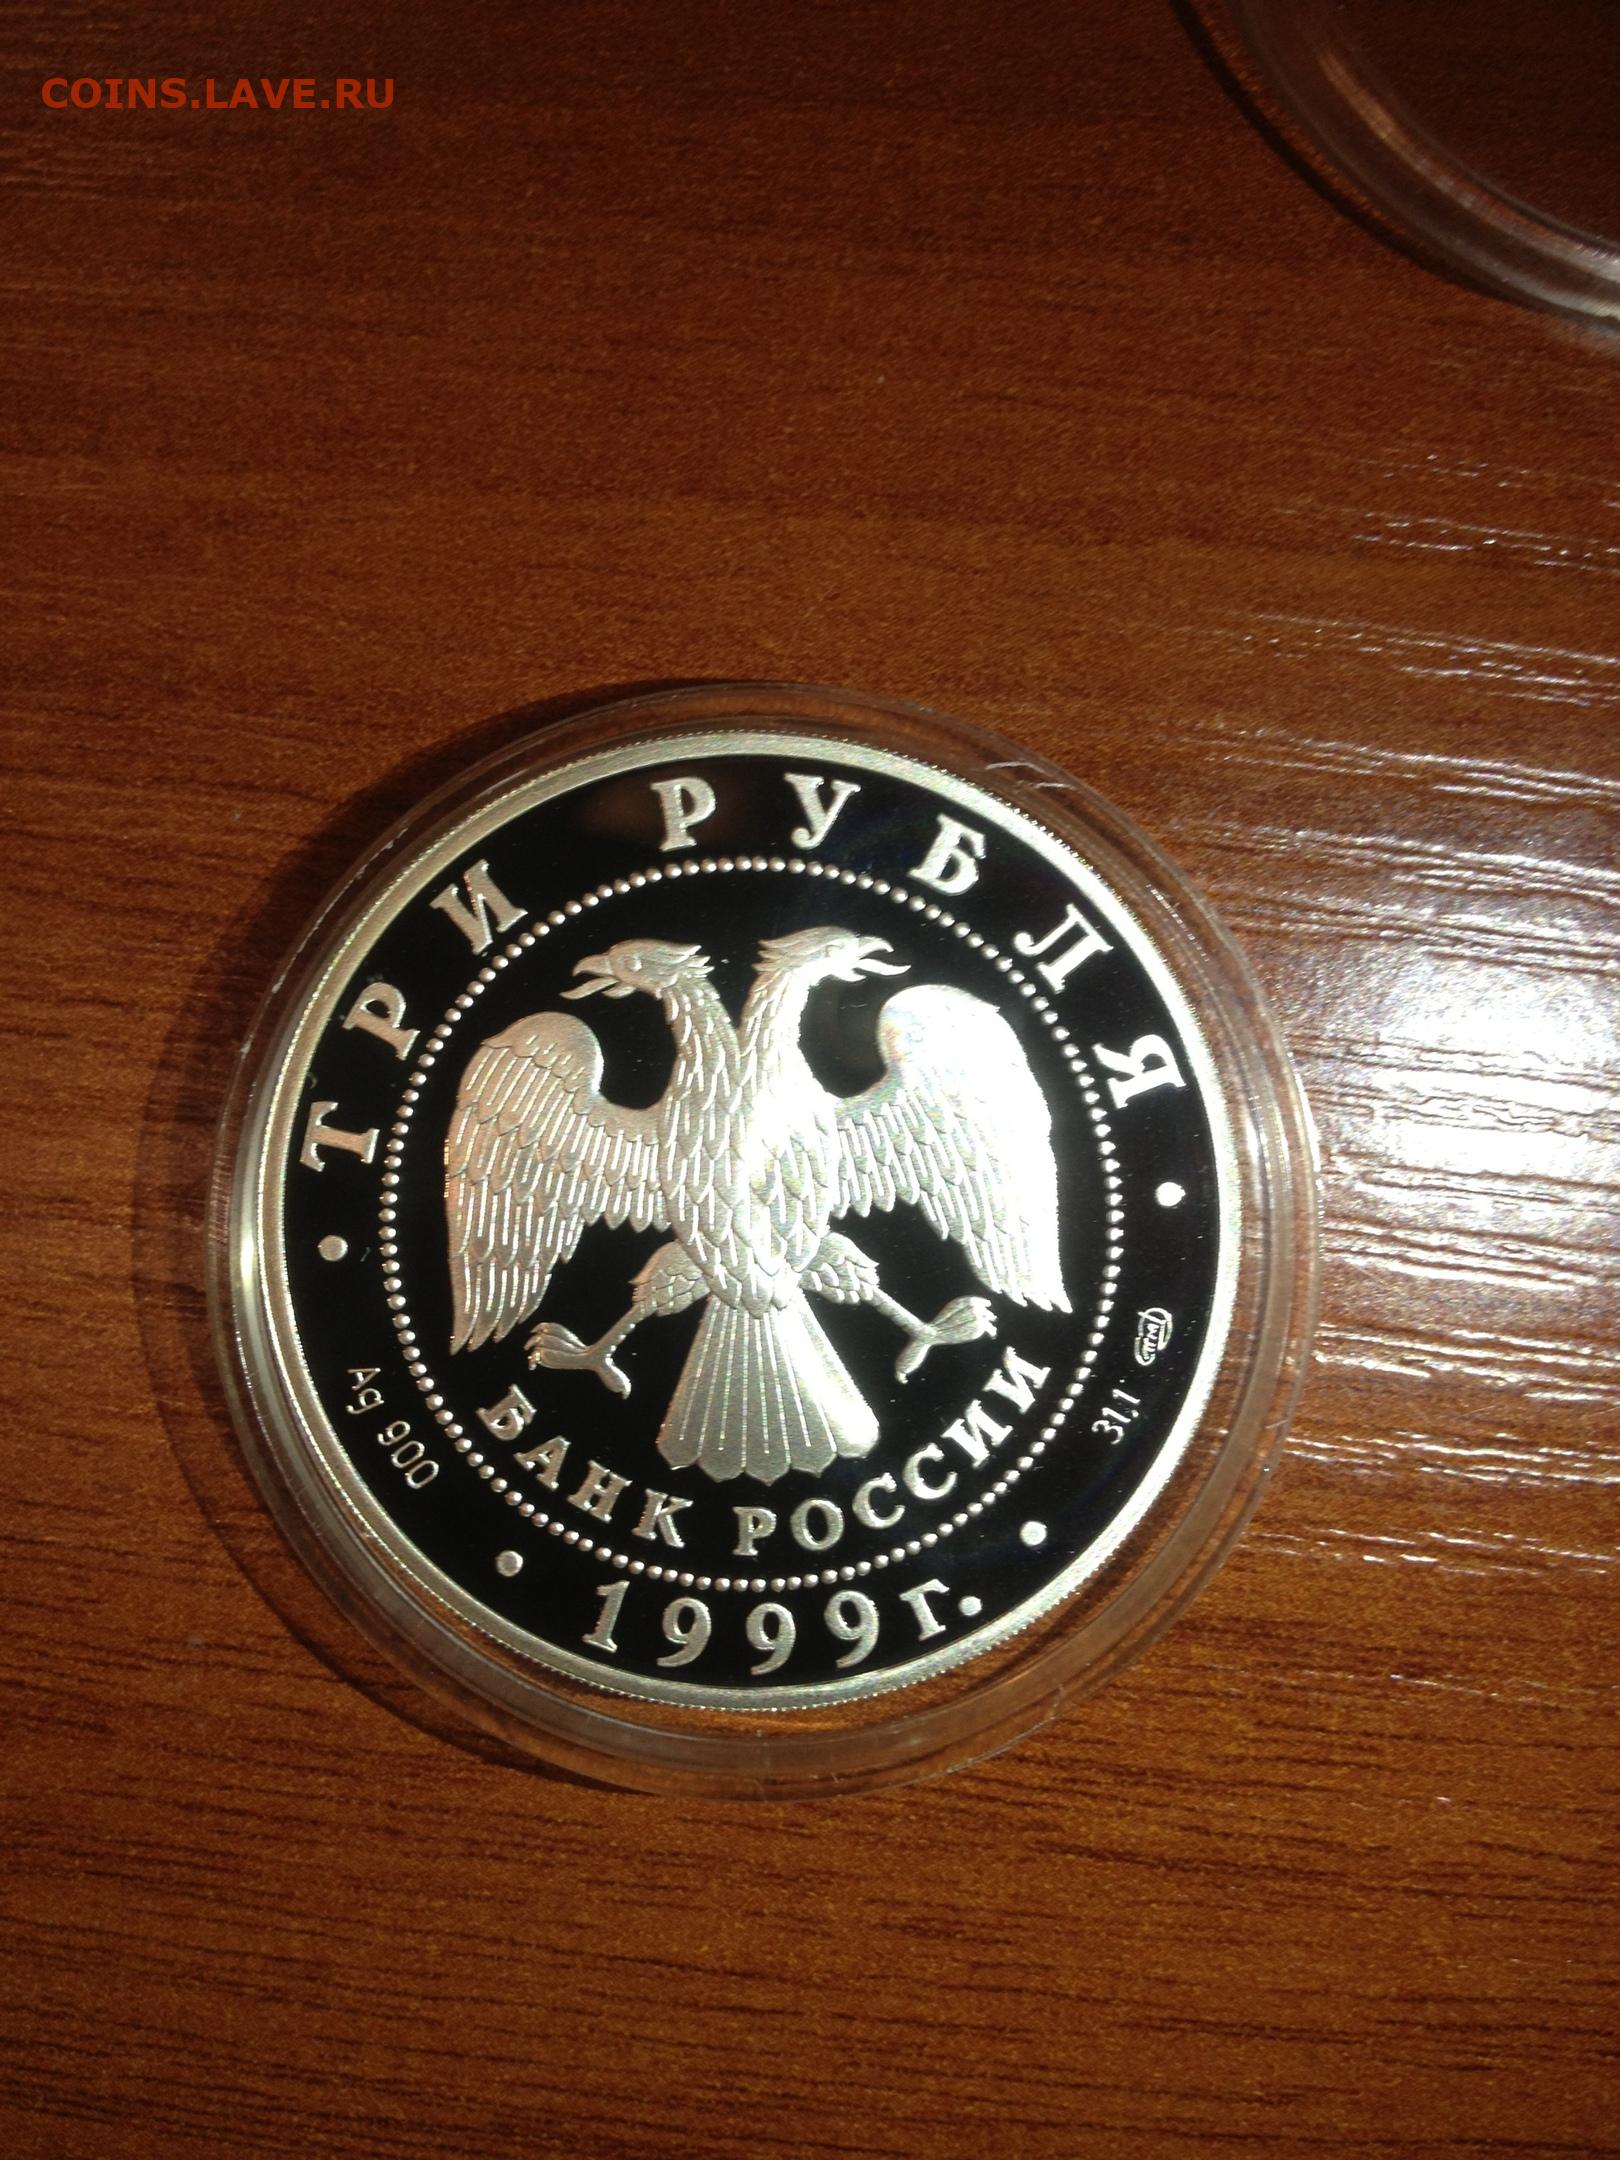 COINS.LAVE.RU
• ТРИ РУБЛЯ •
БАНК РОССИИ
Ag 900
31,1
• 1999г. •